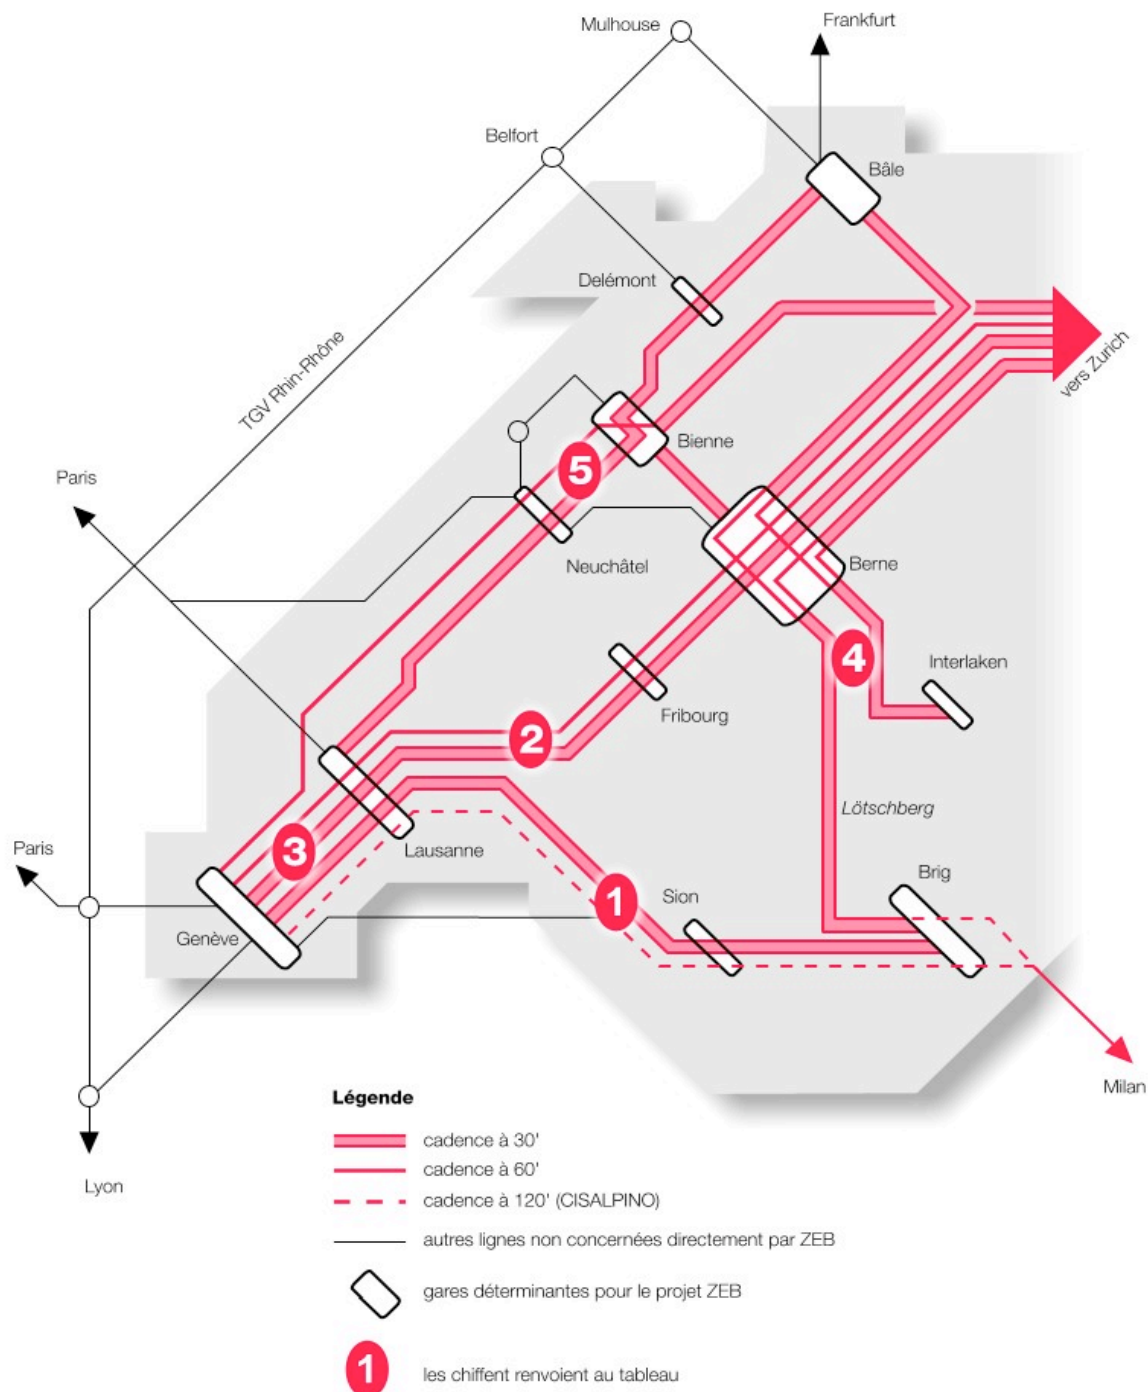 Mulhouse
Frankfurt
Belfort
Bâle
Delémont
TGV Rhin-Rhône
vers Zurich
Bienne
5
Paris
Neuchâtel
Berne
4
Interlaken
Fribourg
2
Lötschberg
Paris
3
Lausanne
Brig
1
Sion
Genève
Milan
Légende
cadence à 30'
cadence à 60'
cadence à 120' (CISALPINO)
Lyon
autres lignes non concernées directement par ZEB
gares déterminantes pour le projet ZEB
1
les chiffent renvoient au tableau